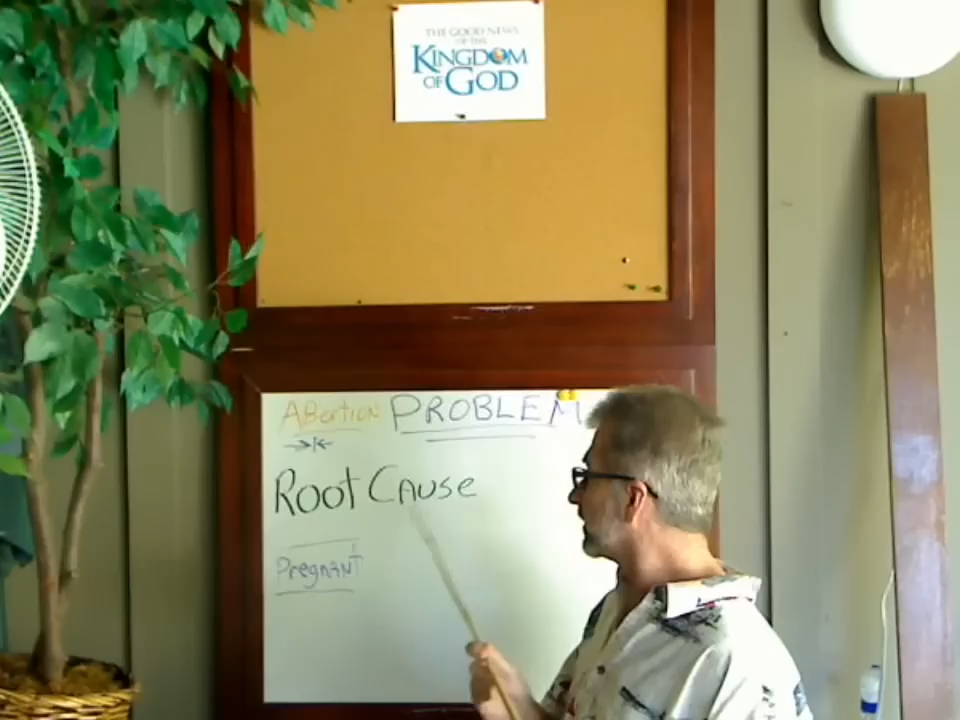 THE GOOD NEWS
OF THE
KINGDOM
OF GOD
Abortion PROBLEM
Root Cause
Pregnant